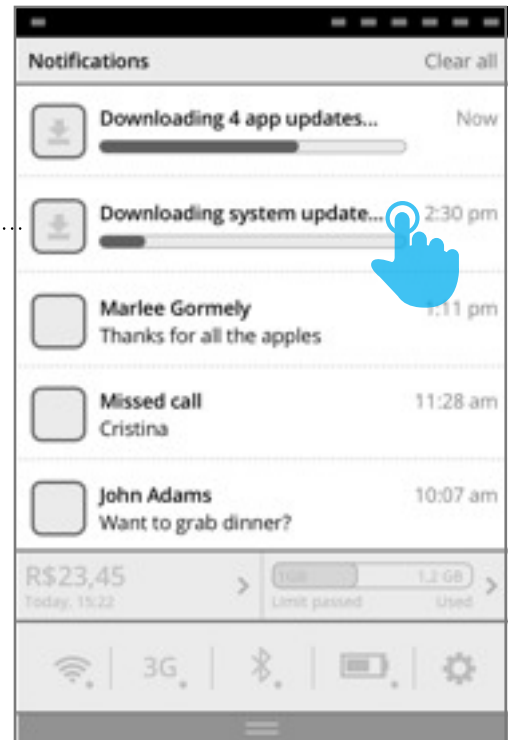 Notifications Clear all
Downloading 4 app updates... Now
Downloading system update... 2:30 pm
Marlee Gormely 1:11 pm
Thanks for all the apples
Missed call 11:28 am
Cristina
John Adams 10:07 am
Want to grab dinner?
R$23,45 1GB 1.2 GB
Today, 15:22 Limit passed Used
3G